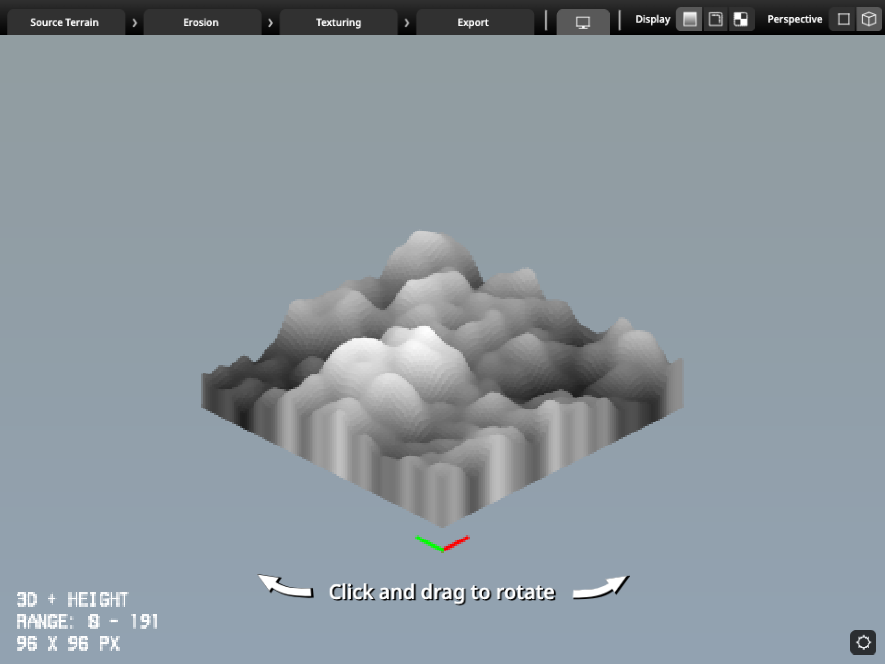 Source Terrain › Erosion › Texturing › Export Display Perspective
Click and drag to rotate
3D + HEIGHT
RANGE: 0 - 191
96 X 96 PX